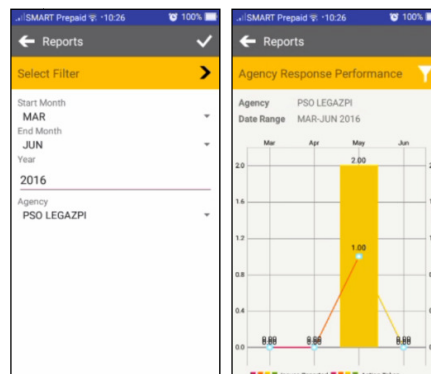 SMART Prepaid 10:26 100%
Reports
Select Filter
Start Month
MAR
End Month
JUN
Year
2016
Agency
PSO LEGAZPI
SMART Prepaid 10:26 100%
Reports
Agency Response Performance
Agency PSO LEGAZPI
Date Range MAR-JUN 2016
Mar Apr May Jun
2.0 2.00 2
1.6
1.2
1.00
0.8
0.4
0.0